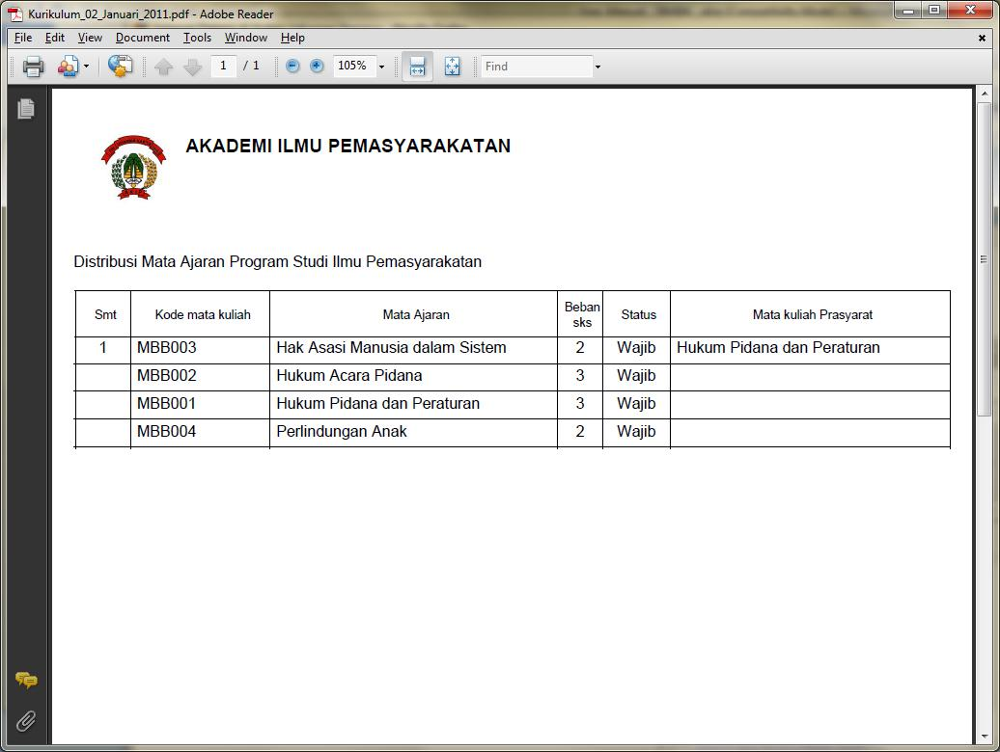 Kurikulum_02_Januari_2011.pdf - Adobe Reader
File Edit View Document Tools Window Help
1 / 1 105% Find
AKADEMI ILMU PEMASYARAKATAN
Distribusi Mata Ajaran Program Studi Ilmu Pemasyarakatan
Smt Kode mata kuliah Mata Ajaran Beban sks Status Mata kuliah Prasyarat
1 MBB003 Hak Asasi Manusia dalam Sistem 2 Wajib Hukum Pidana dan Peraturan
MBB002 Hukum Acara Pidana 3 Wajib
MBB001 Hukum Pidana dan Peraturan 3 Wajib
MBB004 Perlindungan Anak 2 Wajib